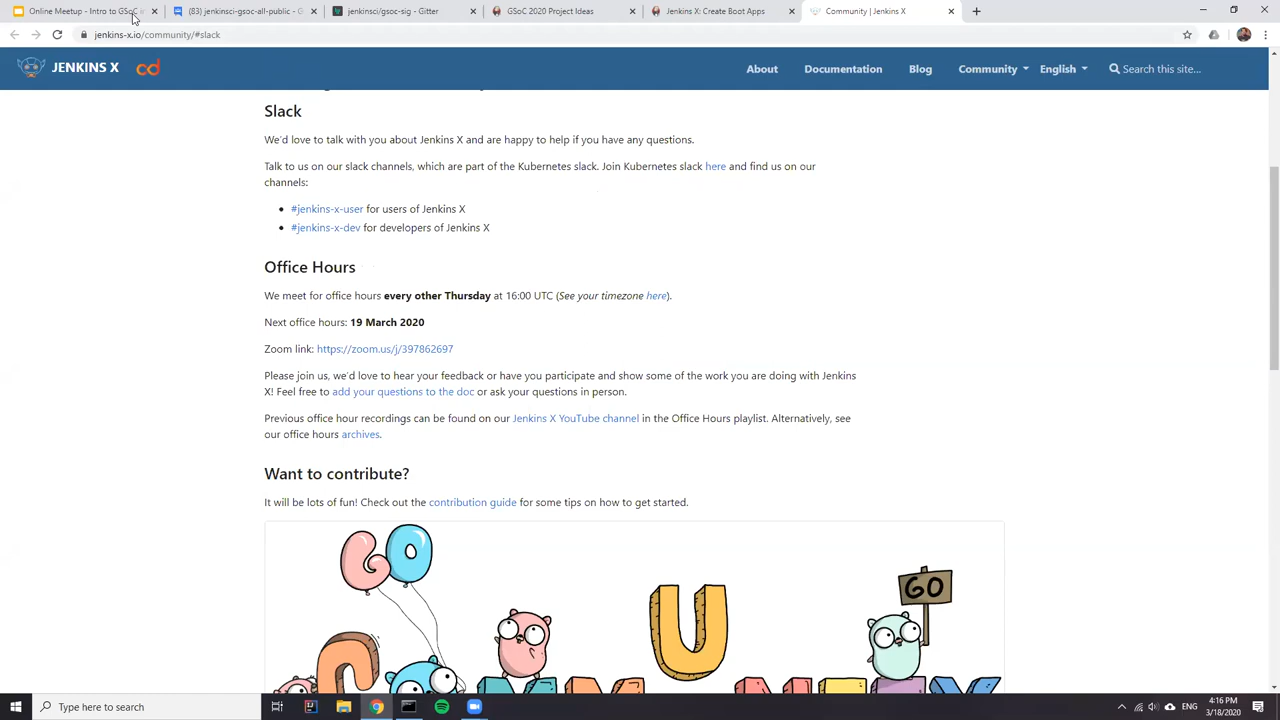 Online Meetup - Intro to GSoC in
(83) jenkinsci-gsoc-all-public - G
jenkinsci/gsoc-sig - Gitter
GSoC 2020 Project Ideas
Jenkins X: Create Boot Apps
Community | Jenkins X
jenkins-x.io/community/#slack
JENKINS X
cd
About
Documentation
Blog
Community
English
Search this site...
Slack
We'd love to talk with you about Jenkins X and are happy to help if you have any questions.
Talk to us on our slack channels, which are part of the Kubernetes slack. Join Kubernetes slack here and find us on our
channels:
• #jenkins-x-user for users of Jenkins X
• #jenkins-x-dev for developers of Jenkins X
Office Hours
We meet for office hours every other Thursday at 16:00 UTC (See your timezone here).
Next office hours: 19 March 2020
Zoom link: https://zoom.us/j/397862697
Please join us, we'd love to hear your feedback or have you participate and show some of the work you are doing with Jenkins
X! Feel free to add your questions to the doc or ask your questions in person.
Previous office hour recordings can be found on our Jenkins X YouTube channel in the Office Hours playlist. Alternatively, see
our office hours archives.
Want to contribute?
It will be lots of fun! Check out the contribution guide for some tips on how to get started.
GO
GO
U
Type here to search
ENG
4:16 PM
3/18/2020